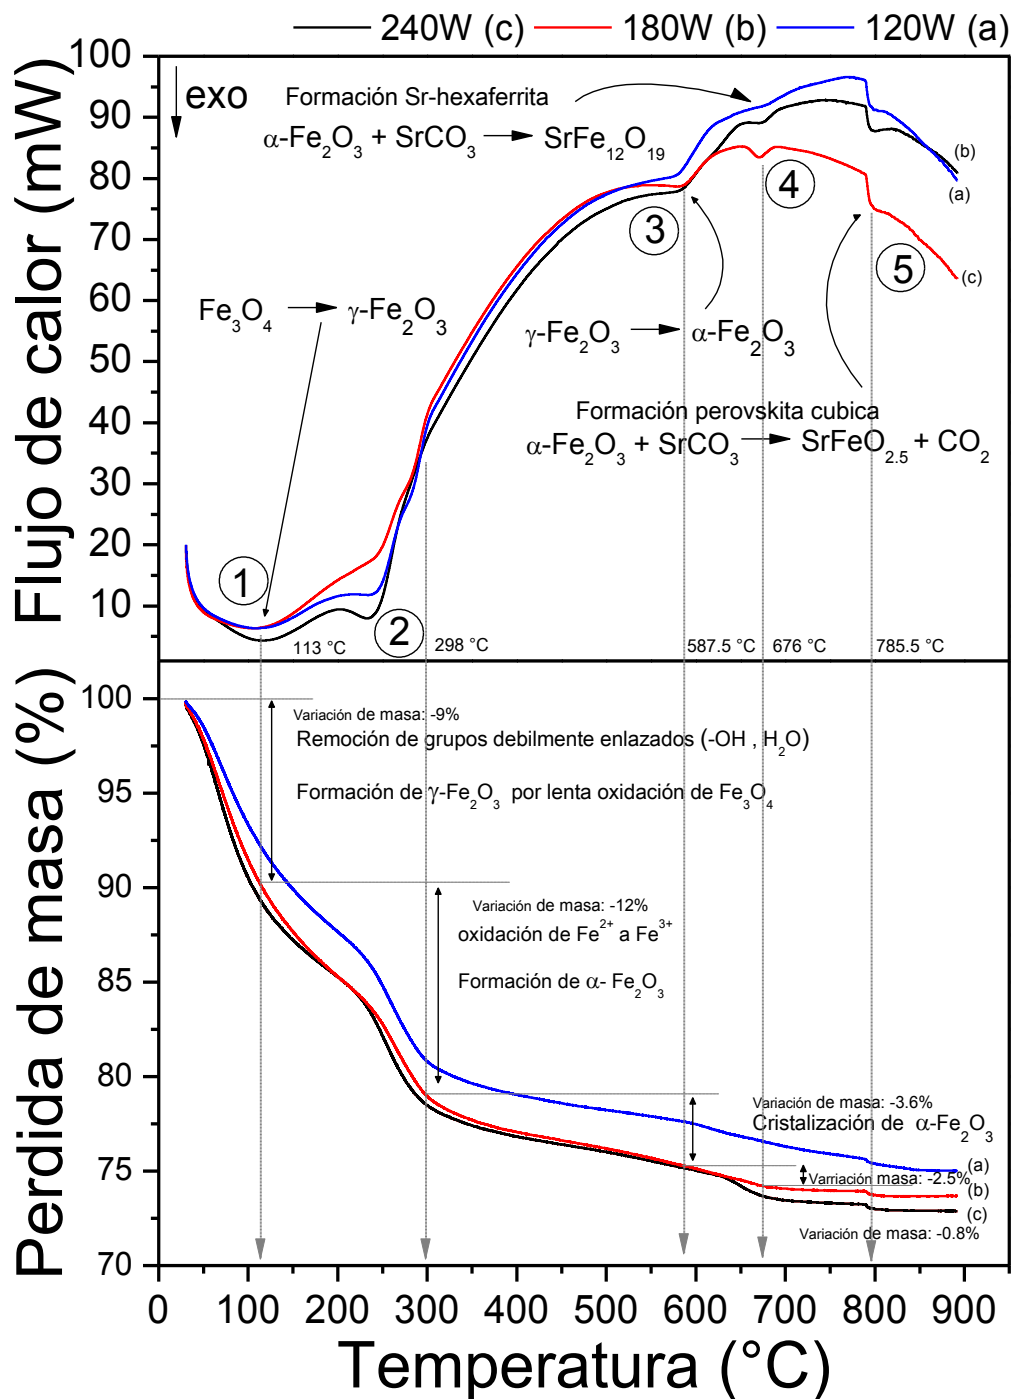 240W (c) 180W (b) 120W (a)
Flujo de calor (mW)
100
90
80
70
60
50
40
30
20
10
exo
Formación Sr-hexaferrita
α-Fe2O3 + SrCO3 SrFe12O19
(b)
(a)
4
3
5
(c)
Fe3O4 γ-Fe2O3
γ-Fe2O3 α-Fe2O3
Formación perovskita cubica
α-Fe2O3 + SrCO3 SrFeO2.5 + CO2
1
2
113 °C
298 °C
587.5 °C
676 °C
785.5 °C
Perdida de masa (%)
100
95
90
85
80
75
70
Variación de masa: -9%
Remoción de grupos debilmente enlazados (-OH , H2O)
Formación de γ-Fe2O3 por lenta oxidación de Fe3O4
Variación de masa: -12%
oxidación de Fe2+ a Fe3+
Formación de α- Fe2O3
Variación de masa: -3.6%
Cristalización de α-Fe2O3
(a)
Varriación masa: -2.5%
(b)
(c)
Variación de masa: -0.8%
0 100 200 300 400 500 600 700 800 900
Temperatura (°C)